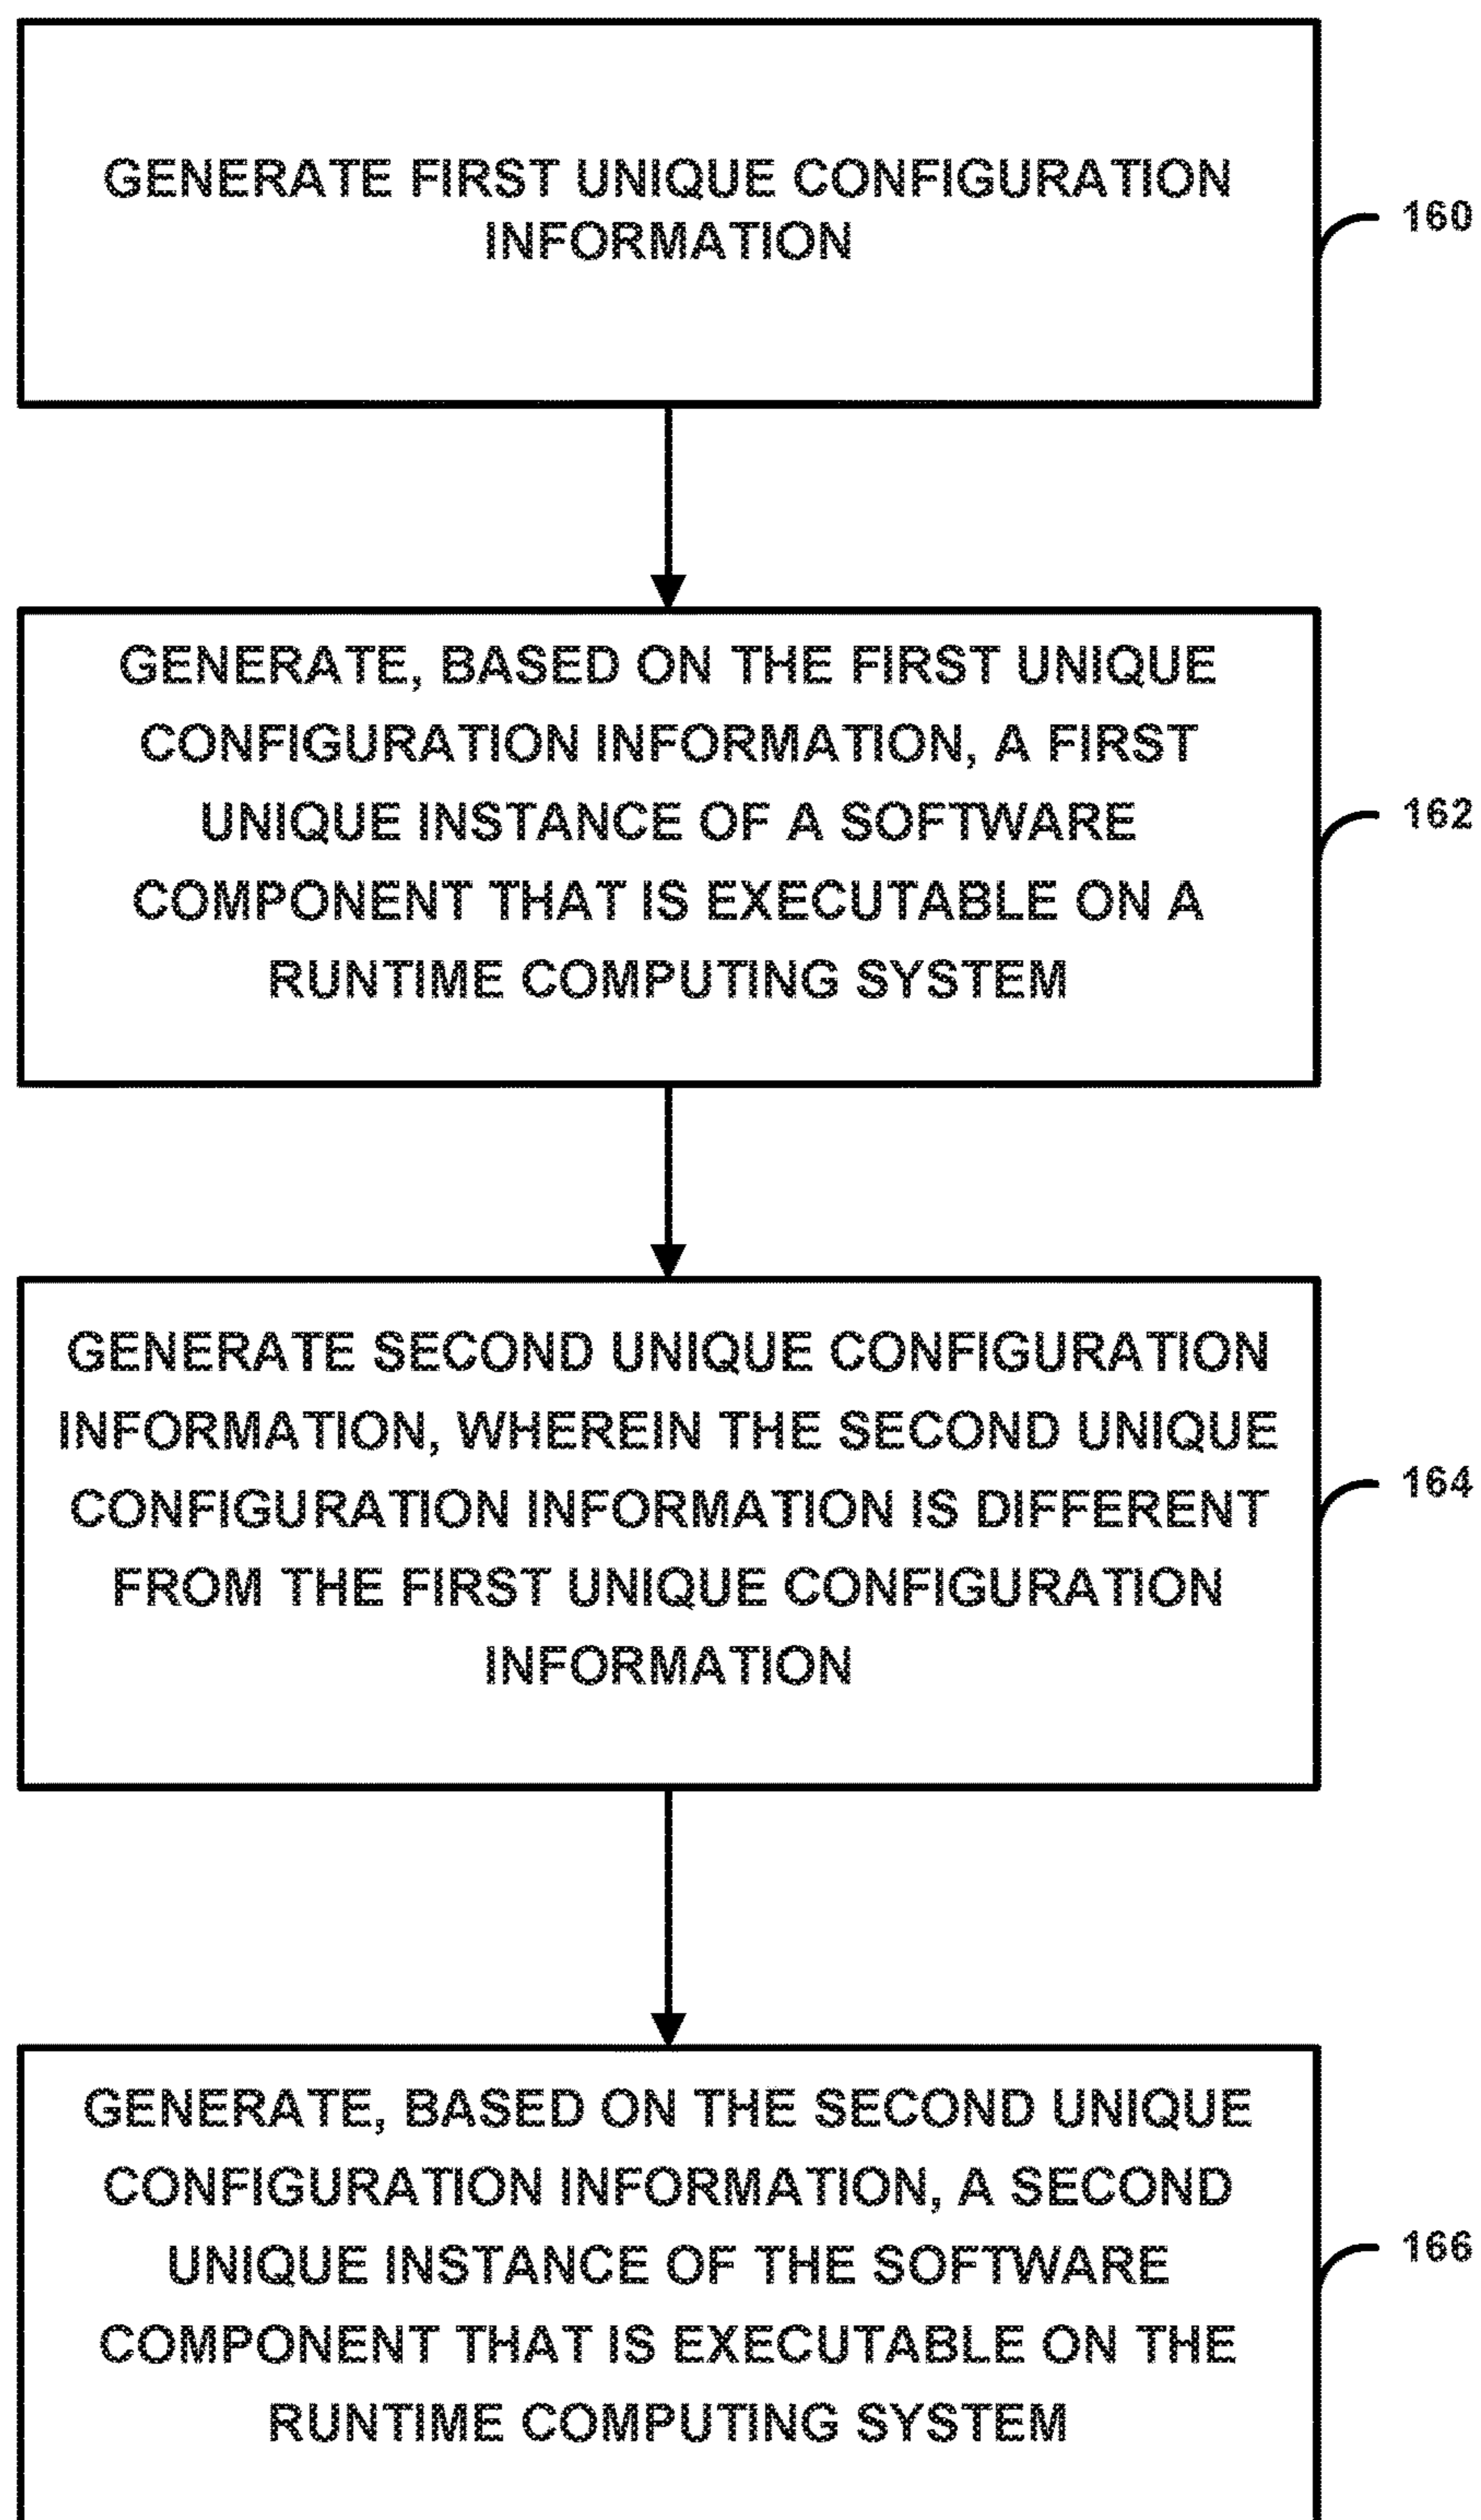 GENERATE FIRST UNIQUE CONFIGURATION
INFORMATION
160
GENERATE, BASED ON THE FIRST UNIQUE
CONFIGURATION INFORMATION, A FIRST
UNIQUE INSTANCE OF A SOFTWARE
COMPONENT THAT IS EXECUTABLE ON A
RUNTIME COMPUTING SYSTEM
162
GENERATE SECOND UNIQUE CONFIGURATION
INFORMATION, WHEREIN THE SECOND UNIQUE
CONFIGURATION INFORMATION IS DIFFERENT
FROM THE FIRST UNIQUE CONFIGURATION
INFORMATION
164
GENERATE, BASED ON THE SECOND UNIQUE
CONFIGURATION INFORMATION, A SECOND
UNIQUE INSTANCE OF THE SOFTWARE
COMPONENT THAT IS EXECUTABLE ON THE
RUNTIME COMPUTING SYSTEM
166